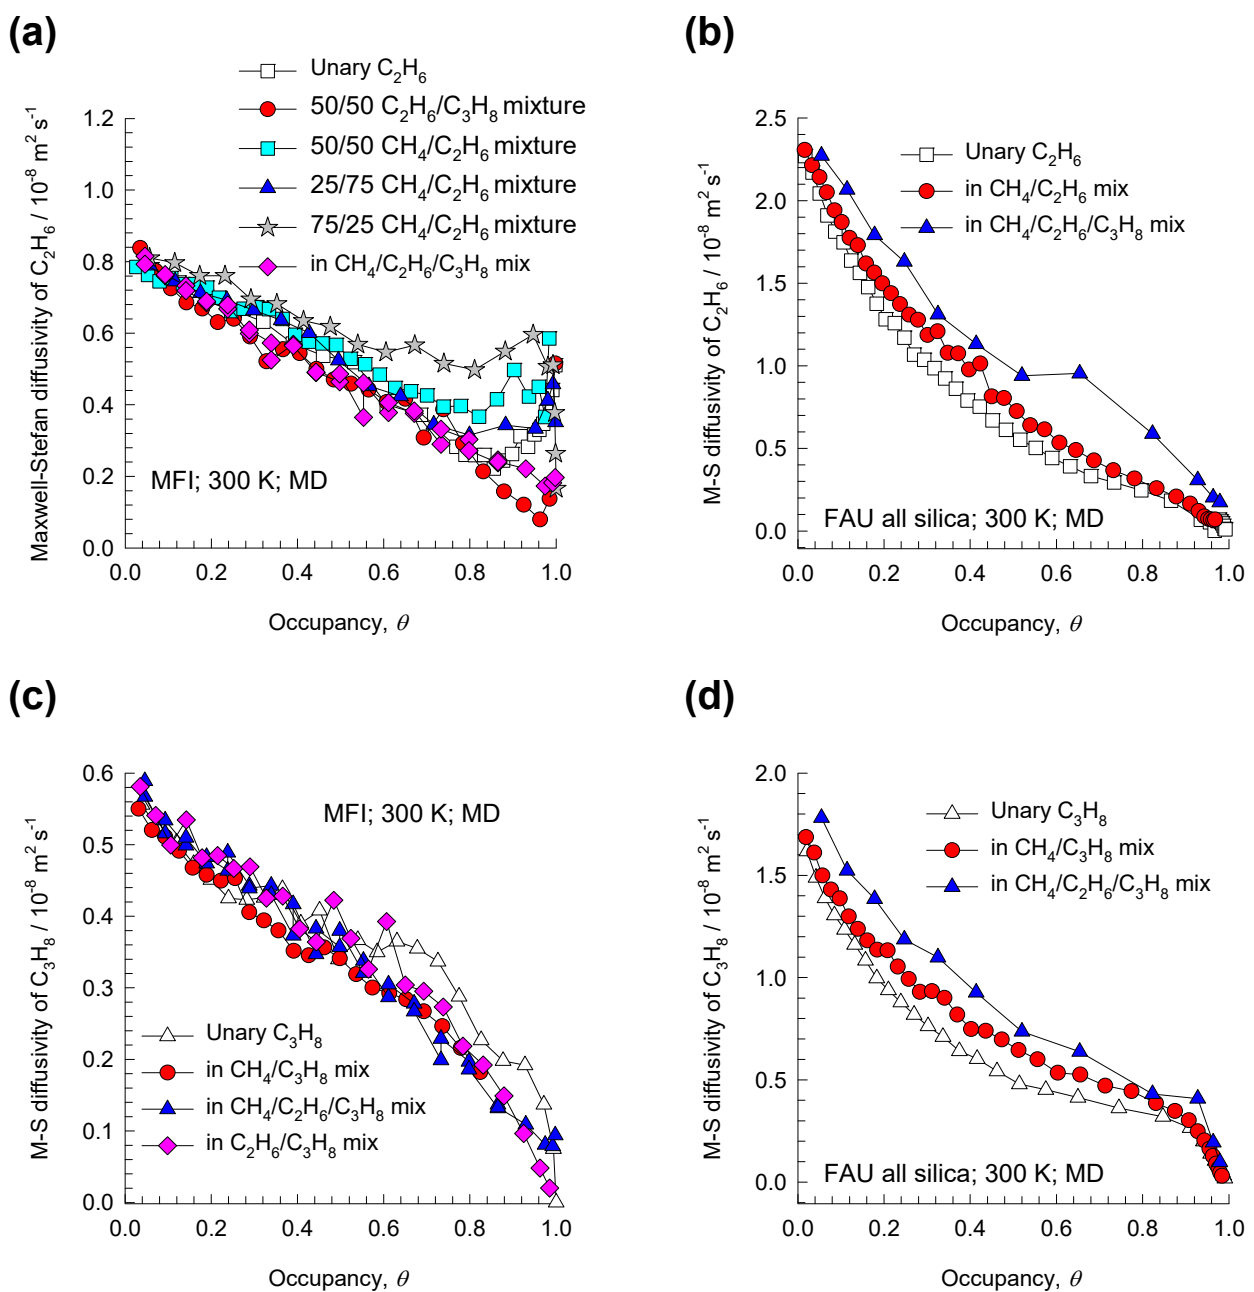 (a)
Unary C2H6
50/50 C2H6/C3H8 mixture
50/50 CH4/C2H6 mixture
25/75 CH4/C2H6 mixture
75/25 CH4/C2H6 mixture
in CH4/C2H6/C3H8 mix
Maxwell-Stefan diffusivity of C2H6 / 10-8 m2 s-1
1.2
1.0
0.8
0.6
0.4
0.2
0.0
MFI; 300 K; MD
0.0 0.2 0.4 0.6 0.8 1.0
Occupancy, θ
(b)
Unary C2H6
in CH4/C2H6 mix
in CH4/C2H6/C3H8 mix
M-S diffusivity of C2H6 / 10-8 m2 s-1
2.5
2.0
1.5
1.0
0.5
0.0
FAU all silica; 300 K; MD
0.0 0.2 0.4 0.6 0.8 1.0
Occupancy, θ
(c)
MFI; 300 K; MD
M-S diffusivity of C3H8 / 10-8 m2 s-1
0.6
0.5
0.4
0.3
0.2
0.1
0.0
Unary C3H8
in CH4/C3H8 mix
in CH4/C2H6/C3H8 mix
in C2H6/C3H8 mix
0.0 0.2 0.4 0.6 0.8 1.0
Occupancy, θ
(d)
Unary C3H8
in CH4/C3H8 mix
in CH4/C2H6/C3H8 mix
M-S diffusivity of C3H8 / 10-8 m2 s-1
2.0
1.5
1.0
0.5
0.0
FAU all silica; 300 K; MD
0.0 0.2 0.4 0.6 0.8 1.0
Occupancy, θ